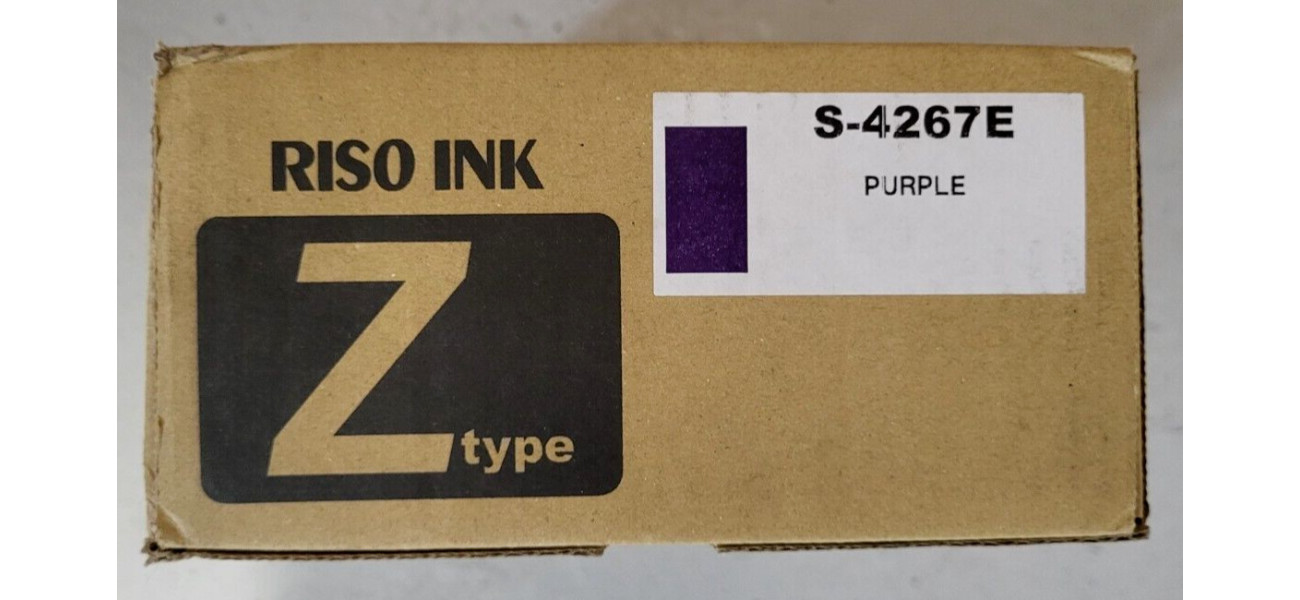 RISO INK
Z type
S-4267E
PURPLE